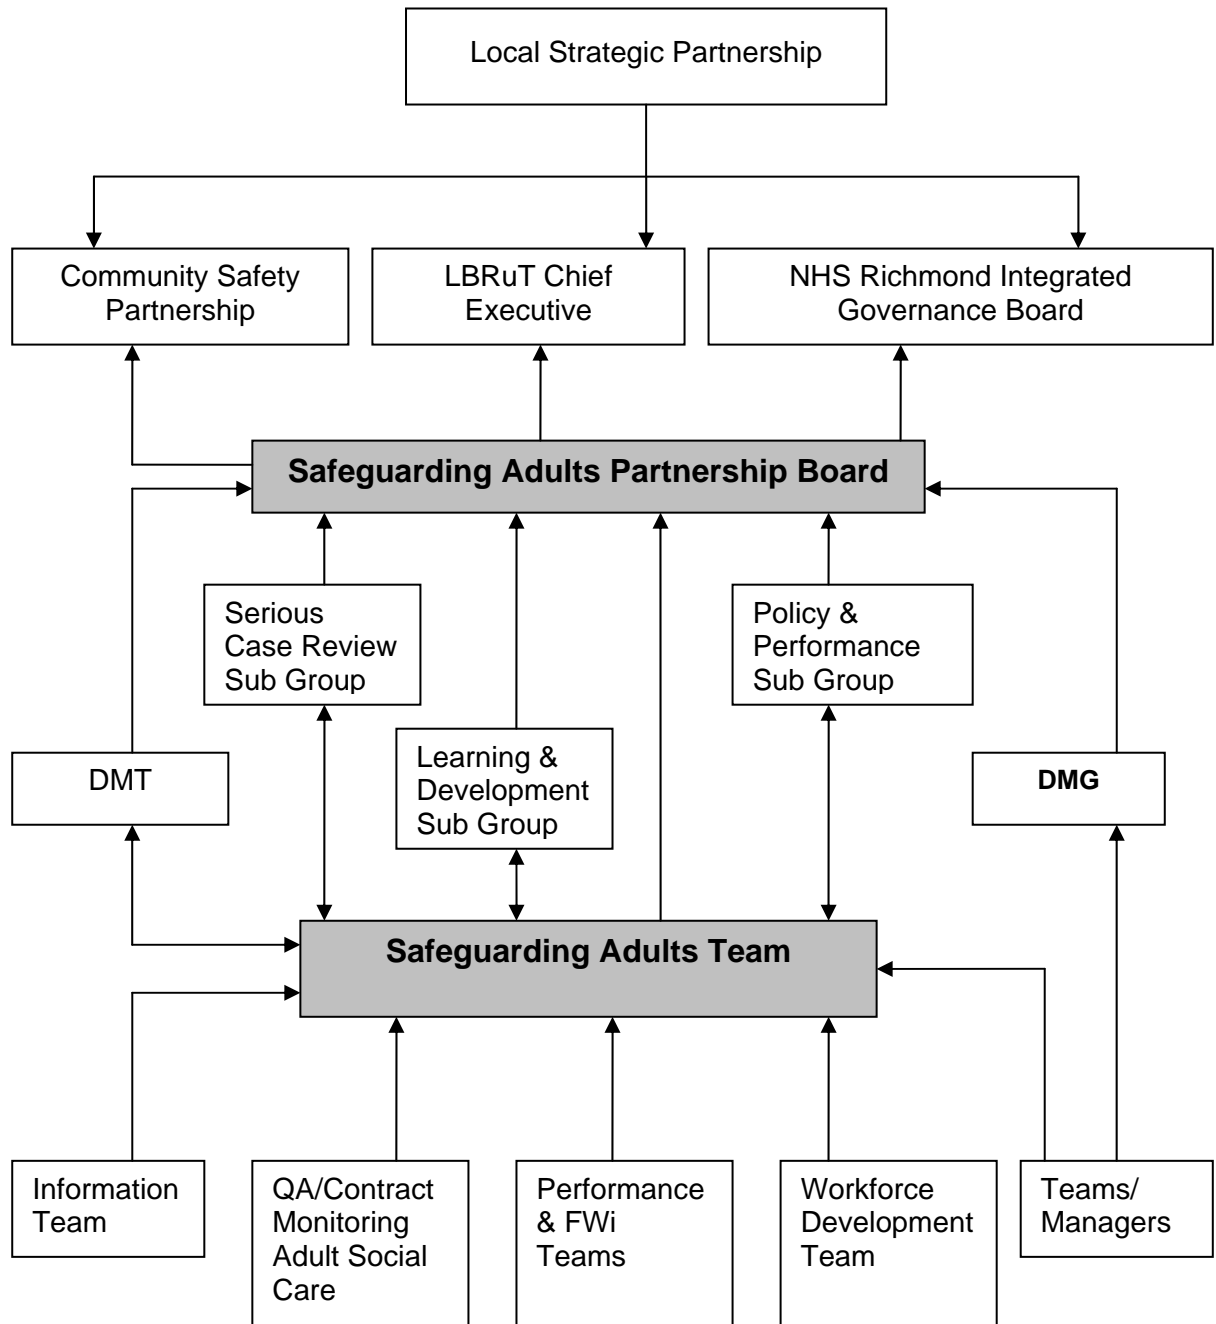 Local Strategic Partnership
Community Safety
Partnership
LBRuT Chief
Executive
NHS Richmond Integrated
Governance Board
Safeguarding Adults Partnership Board
Serious
Case Review
Sub Group
Policy &
Performance
Sub Group
Learning &
Development
Sub Group
DMT
DMG
Safeguarding Adults Team
Information
Team
QA/Contract
Monitoring
Adult Social
Care
Performance
& FWi
Teams
Workforce
Development
Team
Teams/
Managers